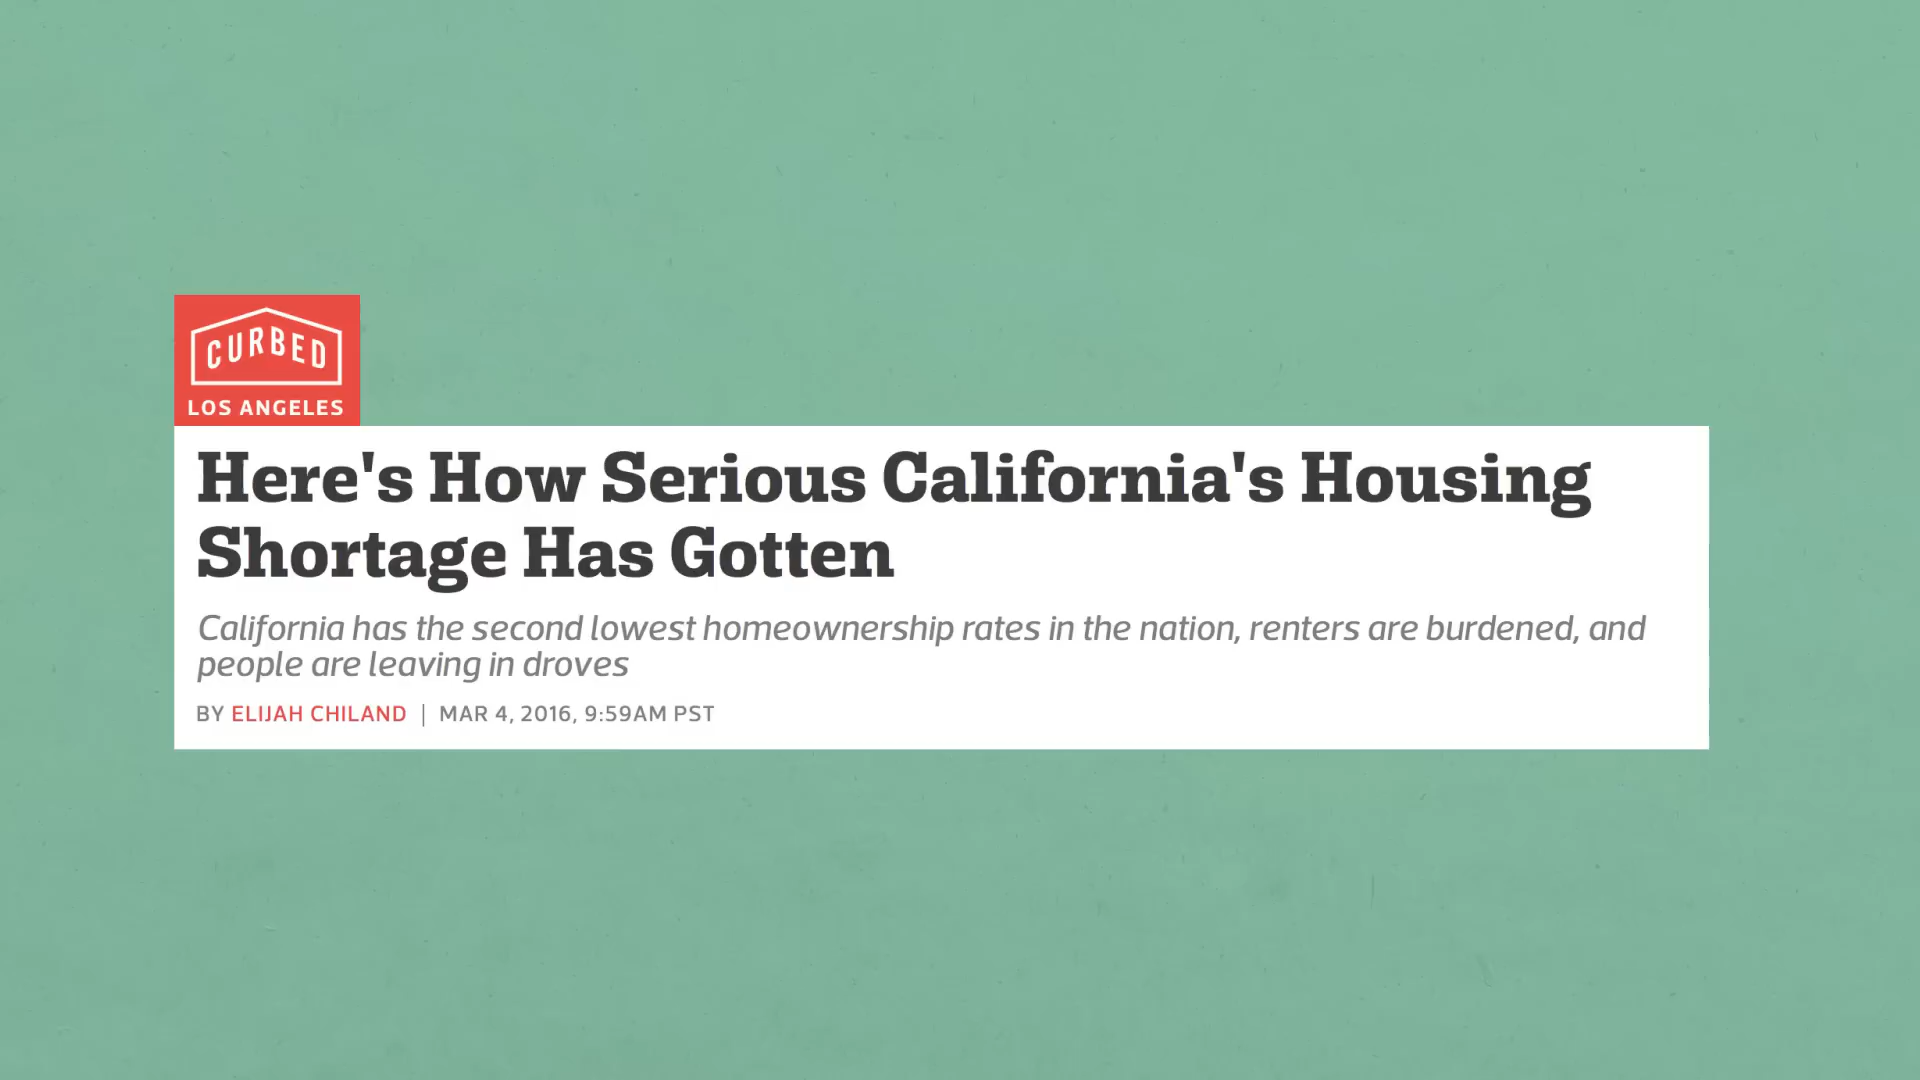 CURBED
LOS ANGELES
Here's How Serious California's Housing
Shortage Has Gotten
California has the second lowest homeownership rates in the nation, renters are burdened, and
people are leaving in droves
BY ELIJAH CHILAND | MAR 4, 2016, 9:59AM PST